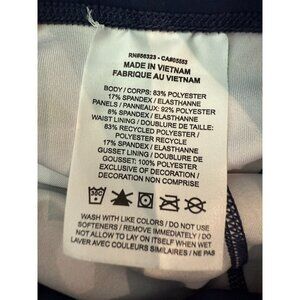 RN#56323 - CA#05553
MADE IN VIETNAM
FABRIQUE AU VIETNAM
BODY / CORPS: 83% POLYESTER
17% SPANDEX / ELASTHANNE
PANELS / PANNEAUX: 92% POLYESTER
8% SPANDEX / ELASTHANNE
WAIST LINING / DOUBLURE DE TAILLE:
83% RECYCLED POLYESTER /
POLYESTER RECYCLE
17% SPANDEX / ELASTHANNE
GUSSET LINING / DOUBLURE DE
GOUSSET: 100% POLYESTER
EXCLUSIVE OF DECORATION /
DECORATION NON COMPRISE
WASH WITH LIKE COLORS / DO NOT USE
SOFTENERS / REMOVE IMMEDIATELY / DO
NOT ALLOW TO LAY ON ITSELF WHEN WET
LAVER AVEC COULEURS SIMILAIRES / NE PAS